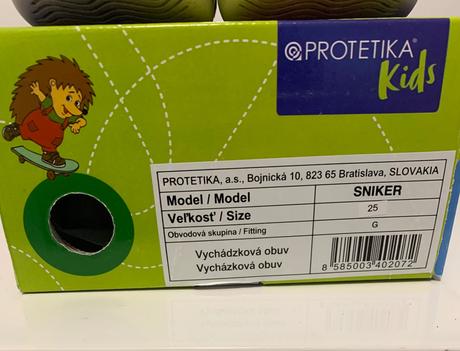 PROTETIKA®
Kids
PROTETIKA, a.s., Bojnická 10, 823 65 Bratislava, SLOVAKIA
Model / Model SNIKER
Veľkosť / Size 25
Obvodová skupina / Fitting G
Vychádzková obuv
Vycházková obuv
8 585003 402072